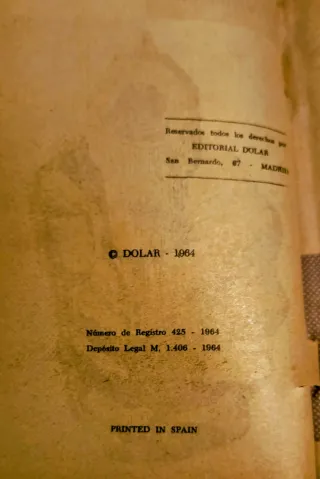 Reservados todos los derechos por
EDITORIAL DOLAR
San Bernardo, 67 - MADRID
© DOLAR - 1964
Número de Registro 425 - 1964
Depósito Legal M. 1.406 - 1964
PRINTED IN SPAIN